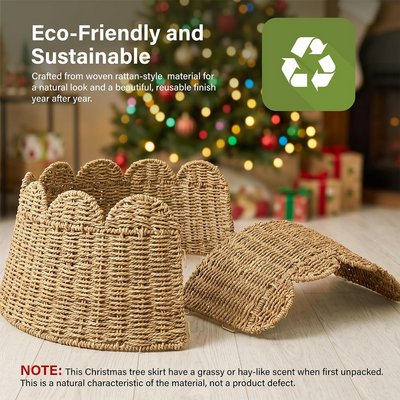 Eco-Friendly and
Sustainable
Crafted from woven rattan-style material for
a natural look and a beautiful, reusable finish
year after year.
NOTE: This Christmas tree skirt have a grassy or hay-like scent when first unpacked.
This is a natural characteristic of the material, not a product defect.